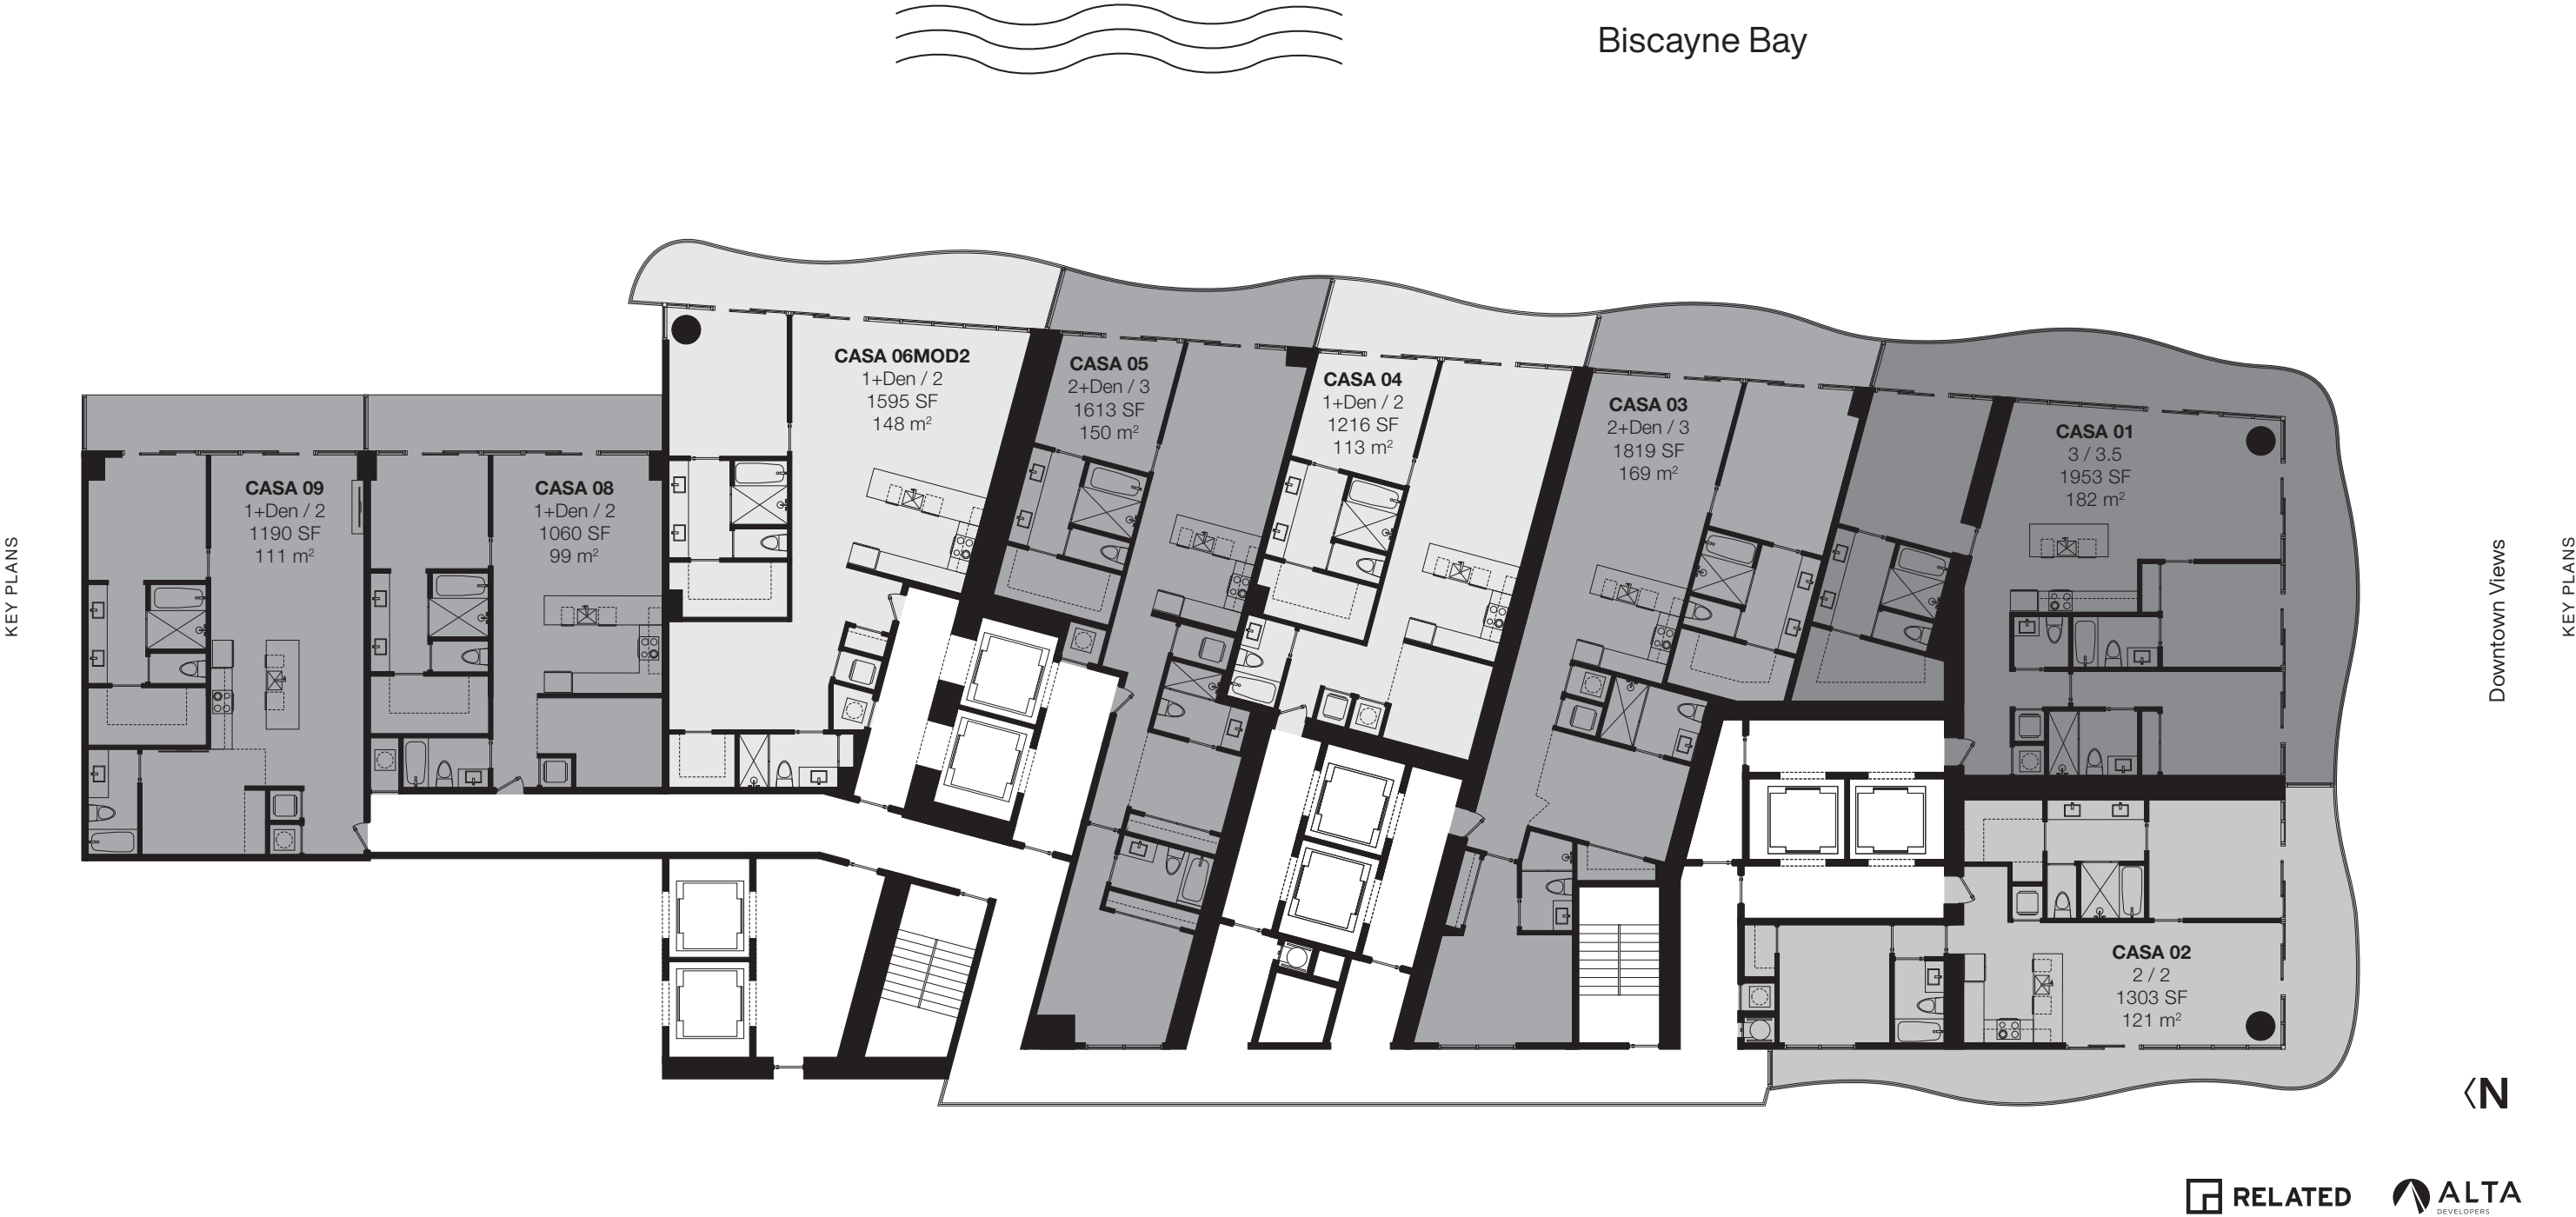 Biscayne Bay
KEY PLANS
CASA 09
1+Den / 2
1190 SF
111 m²
CASA 08
1+Den / 2
1060 SF
99 m²
CASA 06MOD2
1+Den / 2
1595 SF
148 m²
CASA 05
2+Den / 3
1613 SF
150 m²
CASA 04
1+Den / 2
1216 SF
113 m²
CASA 03
2+Den / 3
1819 SF
169 m²
CASA 01
3 / 3.5
1953 SF
182 m²
CASA 02
2 / 2
1303 SF
121 m²
Downtown Views
KEY PLANS
N
RELATED
ALTA
DEVELOPERS